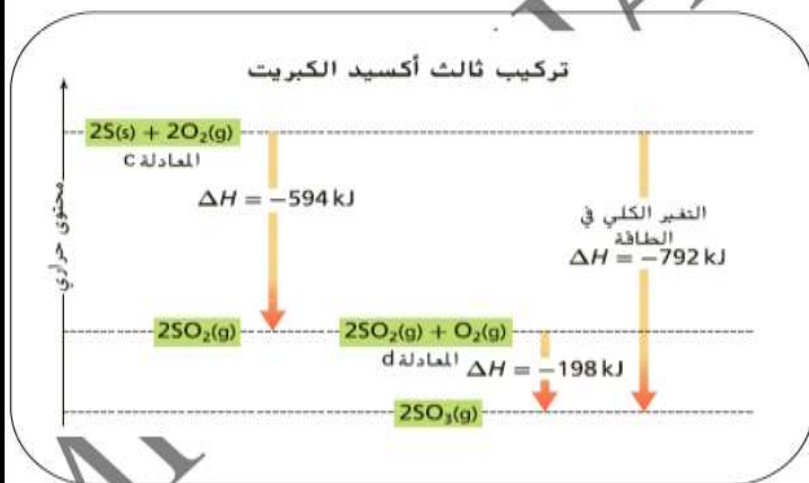 تركيب ثالث أكسيد الكبريت
2S(s) + 2O₂(g)
المعادلة c
ΔH = −594 kJ
محتوى حراري
التغير الكلي في
الطاقة
ΔH = −792 kJ
2SO₂(g)
2SO₂(g) + O₂(g)
المعادلة d
ΔH = −198 kJ
2SO₃(g)